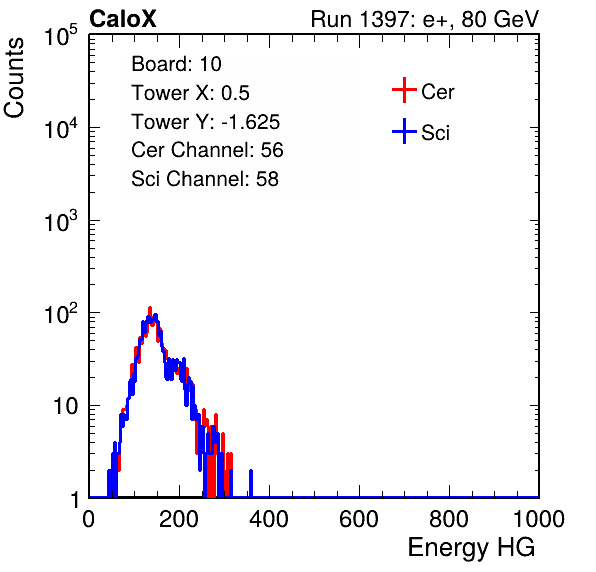 CaloX Run 1397: e+, 80 GeV
Board: 10
Tower X: 0.5
Tower Y: -1.625
Cer Channel: 56
Sci Channel: 58
Cer
Sci
Counts
10^5
10^4
10^3
10^2
10
1
0 200 400 600 800 1000
Energy HG